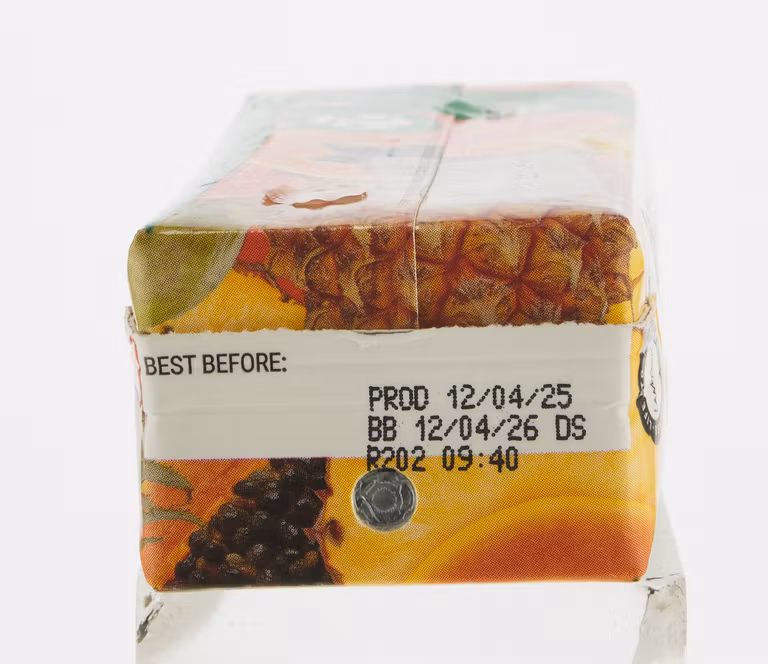 BEST BEFORE:
PROD 12/04/25
BB 12/04/26 DS
R202 09:40